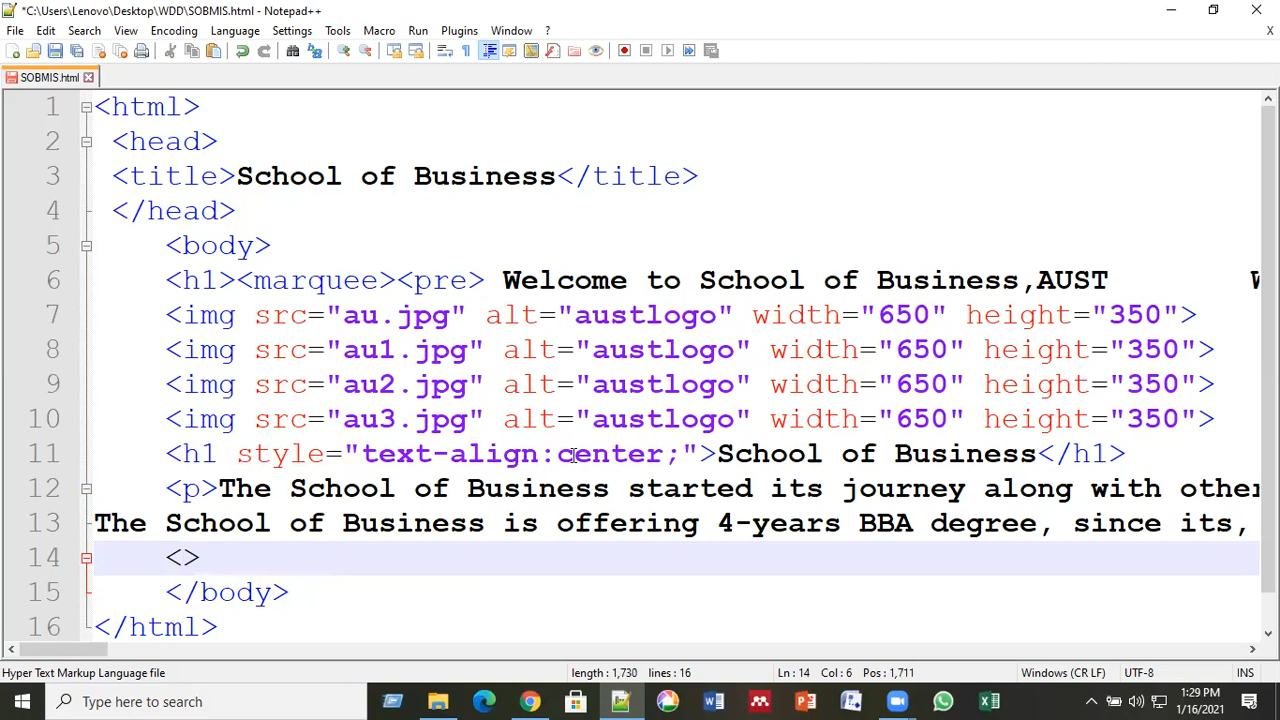 *C:\Users\Lenovo\Desktop\WDD\SOBMIS.html - Notepad++
File Edit Search View Encoding Language Settings Tools Macro Run Plugins Window ? X
SOBMIS.html
1 <html>
2 <head>
3 <title>School of Business</title>
4 </head>
5 <body>
6 <h1><marquee><pre> Welcome to School of Business,AUST
7 <img src="au.jpg" alt="austlogo" width="650" height="350">
8 <img src="au1.jpg" alt="austlogo" width="650" height="350">
9 <img src="au2.jpg" alt="austlogo" width="650" height="350">
10 <img src="au3.jpg" alt="austlogo" width="650" height="350">
11 <h1 style="text-align:center;">School of Business</h1>
12 <p>The School of Business started its journey along with other
13 The School of Business is offering 4-years BBA degree, since its,
14 <>
15 </body>
16 </html>
Hyper Text Markup Language file length : 1,730 lines : 16 Ln : 14 Col : 6 Pos : 1,711 Windows (CR LF) UTF-8 INS
Type here to search 1:29 PM
1/16/2021